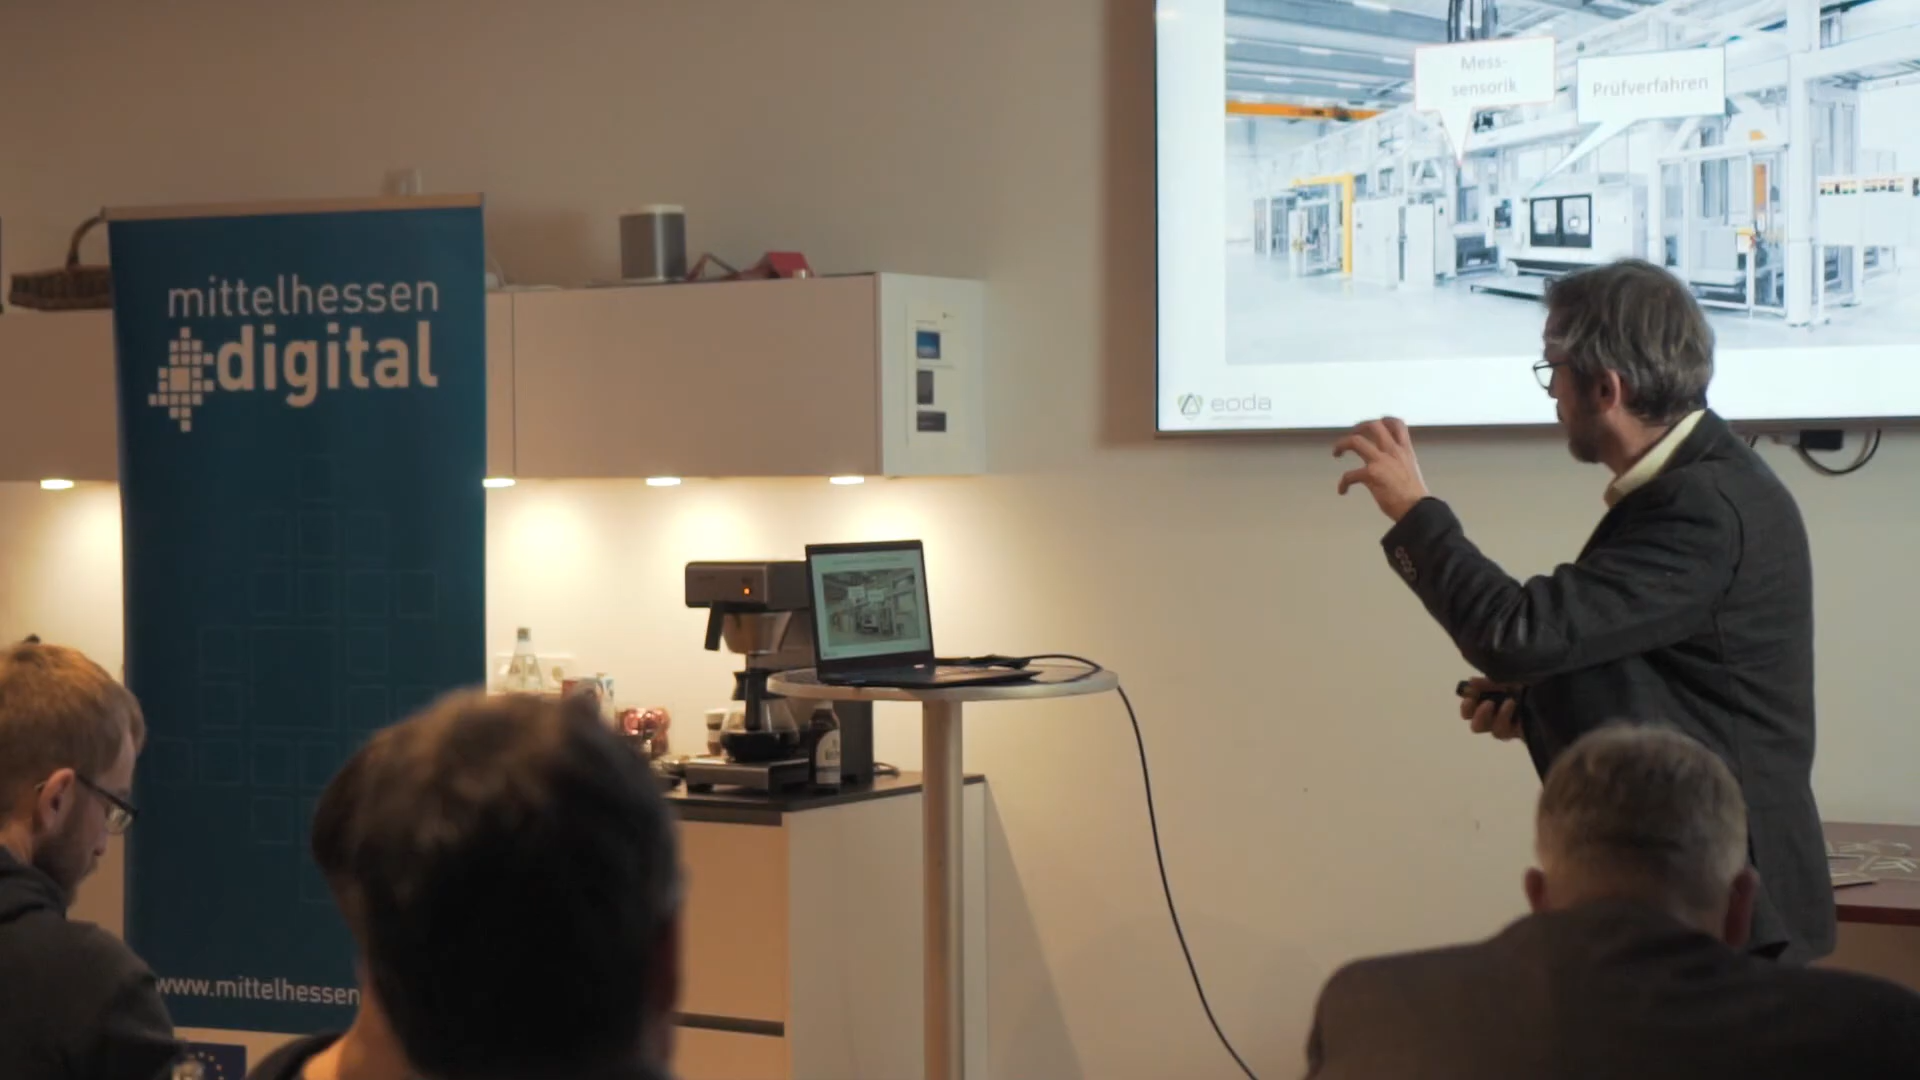 mittelhessen
digital
www.mittelhessen
Mess-
sensorik
Prüfverfahren
eoda